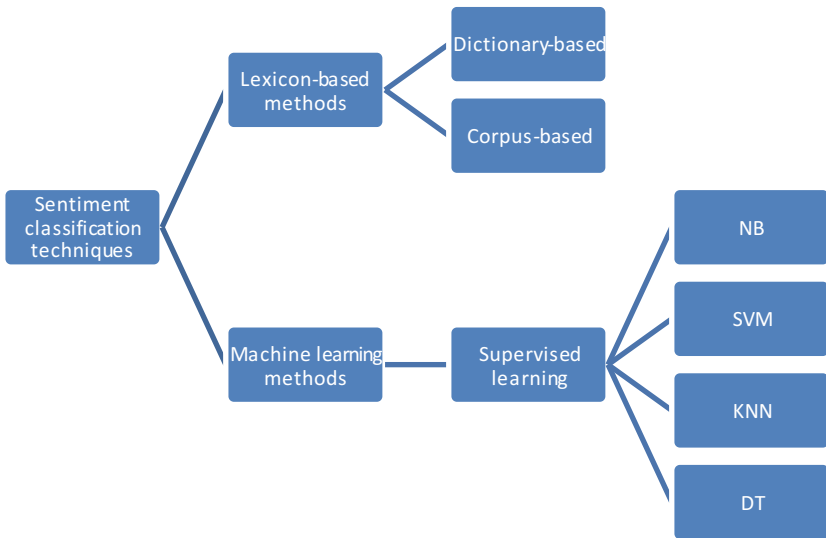 Dictionary-based
Lexicon-based
methods
Corpus-based
Sentiment
classification
techniques
NB
SVM
Machine learning
methods
Supervised
learning
KNN
DT